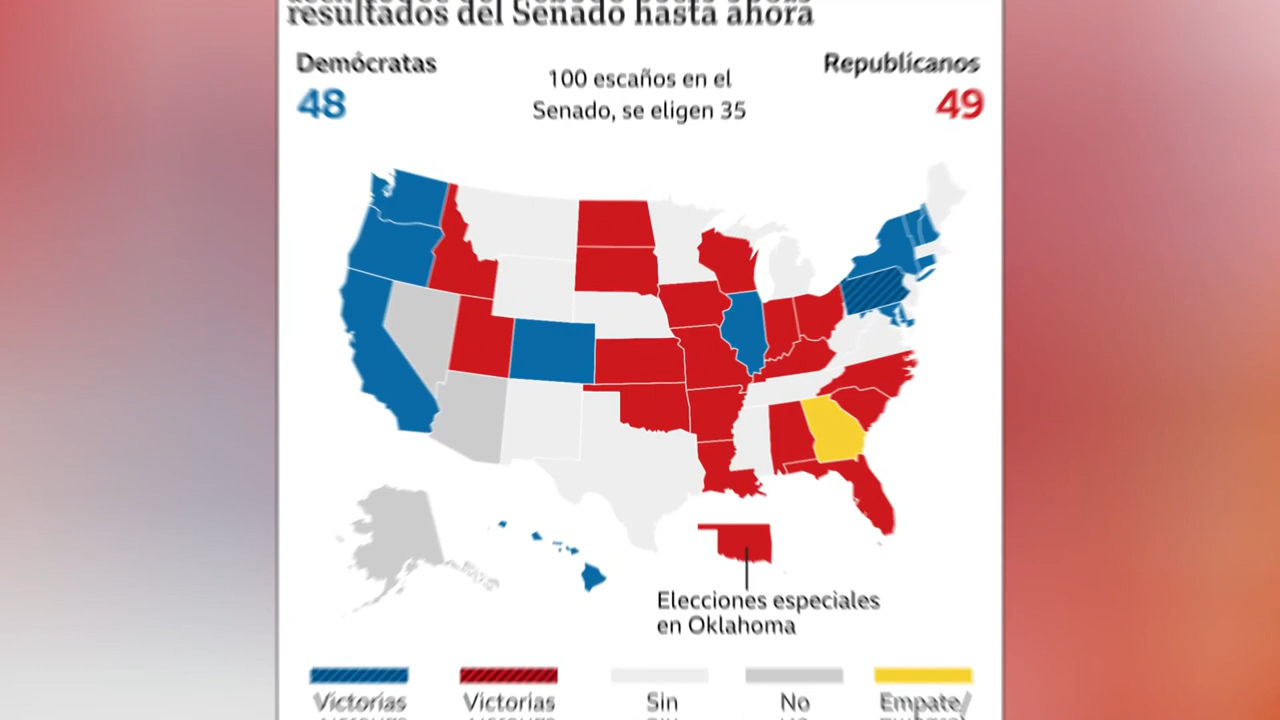 resultados del Senado hasta ahora
Demócratas
48
100 escaños en el
Senado, se eligen 35
Republicanos
49
Elecciones especiales
en Oklahoma
Victorias
Victorias
Sin
No
Empate/